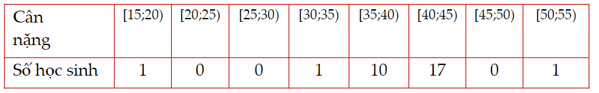 Cân nặng [15;20) [20;25) [25;30) [30;35) [35;40) [40;45) [45;50) [50;55)
Số học sinh 1 0 0 1 10 17 0 1